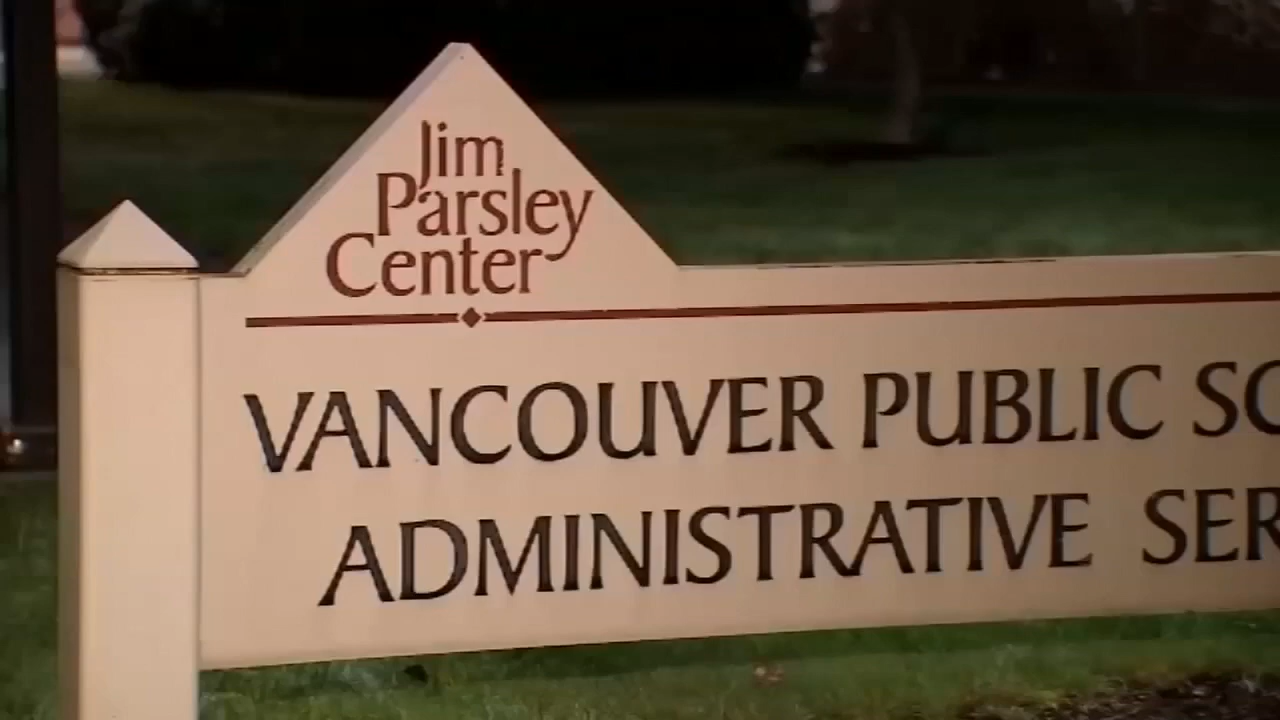 Jim
Parsley
Center
VANCOUVER PUBLIC SC
ADMINISTRATIVE SER